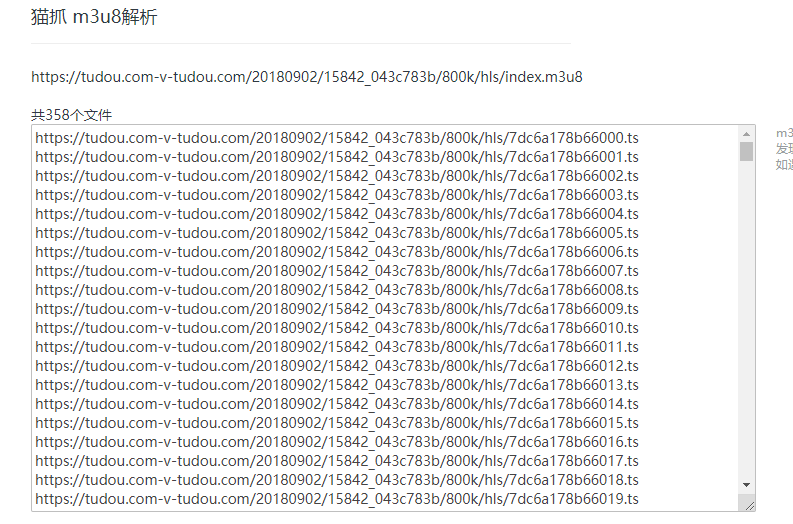 猫抓 m3u8解析
https://tudou.com-v-tudou.com/20180902/15842_043c783b/800k/hls/index.m3u8
共358个文件
https://tudou.com-v-tudou.com/20180902/15842_043c783b/800k/hls/7dc6a178b66000.ts
https://tudou.com-v-tudou.com/20180902/15842_043c783b/800k/hls/7dc6a178b66001.ts
https://tudou.com-v-tudou.com/20180902/15842_043c783b/800k/hls/7dc6a178b66002.ts
https://tudou.com-v-tudou.com/20180902/15842_043c783b/800k/hls/7dc6a178b66003.ts
https://tudou.com-v-tudou.com/20180902/15842_043c783b/800k/hls/7dc6a178b66004.ts
https://tudou.com-v-tudou.com/20180902/15842_043c783b/800k/hls/7dc6a178b66005.ts
https://tudou.com-v-tudou.com/20180902/15842_043c783b/800k/hls/7dc6a178b66006.ts
https://tudou.com-v-tudou.com/20180902/15842_043c783b/800k/hls/7dc6a178b66007.ts
https://tudou.com-v-tudou.com/20180902/15842_043c783b/800k/hls/7dc6a178b66008.ts
https://tudou.com-v-tudou.com/20180902/15842_043c783b/800k/hls/7dc6a178b66009.ts
https://tudou.com-v-tudou.com/20180902/15842_043c783b/800k/hls/7dc6a178b66010.ts
https://tudou.com-v-tudou.com/20180902/15842_043c783b/800k/hls/7dc6a178b66011.ts
https://tudou.com-v-tudou.com/20180902/15842_043c783b/800k/hls/7dc6a178b66012.ts
https://tudou.com-v-tudou.com/20180902/15842_043c783b/800k/hls/7dc6a178b66013.ts
https://tudou.com-v-tudou.com/20180902/15842_043c783b/800k/hls/7dc6a178b66014.ts
https://tudou.com-v-tudou.com/20180902/15842_043c783b/800k/hls/7dc6a178b66015.ts
https://tudou.com-v-tudou.com/20180902/15842_043c783b/800k/hls/7dc6a178b66016.ts
https://tudou.com-v-tudou.com/20180902/15842_043c783b/800k/hls/7dc6a178b66017.ts
https://tudou.com-v-tudou.com/20180902/15842_043c783b/800k/hls/7dc6a178b66018.ts
https://tudou.com-v-tudou.com/20180902/15842_043c783b/800k/hls/7dc6a178b66019.ts